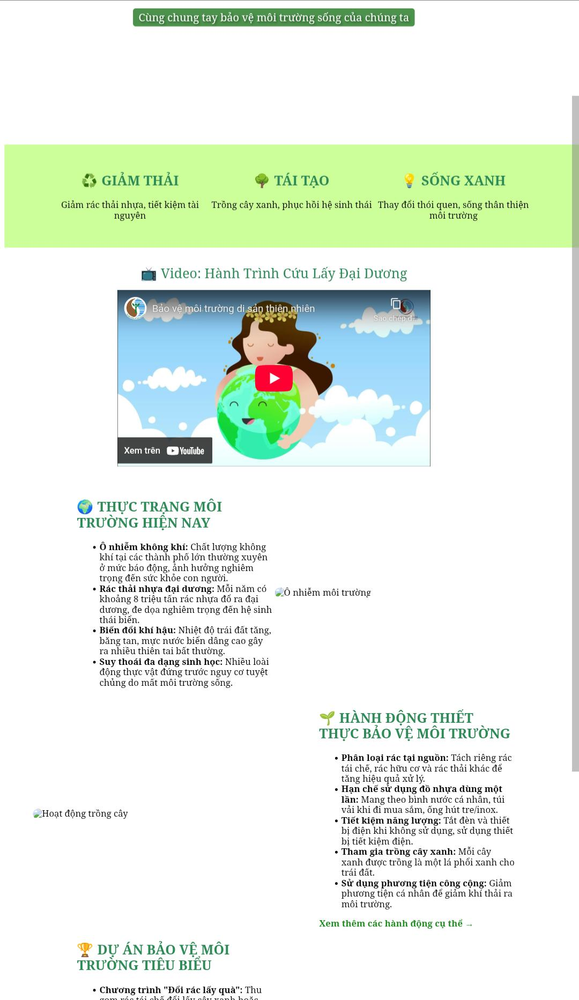 Cùng chung tay bảo vệ môi trường sống của chúng ta
♻️ GIẢM THẢI
Giảm rác thải nhựa, tiết kiệm tài
nguyên
🌳 TÁI TẠO
Trồng cây xanh, phục hồi hệ sinh thái
💡 SỐNG XANH
Thay đổi thói quen, sống thân thiện
môi trường
📺 Video: Hành Trình Cứu Lấy Đại Dương
Bảo vệ môi trường di sản thiên nhiên
Sao chép đ...
Xem trên YouTube
🌍 THỰC TRẠNG MÔI
TRƯỜNG HIỆN NAY
• Ô nhiễm không khí: Chất lượng không
khí tại các thành phố lớn thường xuyên
ở mức báo động, ảnh hưởng nghiêm
trọng đến sức khỏe con người.
• Rác thải nhựa đại dương: Mỗi năm có
khoảng 8 triệu tấn rác nhựa đổ ra đại
dương, đe dọa nghiêm trọng đến hệ sinh
thái biển.
• Biến đổi khí hậu: Nhiệt độ trái đất tăng,
băng tan, mực nước biển dâng cao gây
ra nhiều thiên tai bất thường.
• Suy thoái đa dạng sinh học: Nhiều loài
động thực vật đứng trước nguy cơ tuyệt
chủng do mất môi trường sống.
Ô nhiễm môi trường
Hoạt động trồng cây
🌱 HÀNH ĐỘNG THIẾT
THỰC BẢO VỆ MÔI TRƯỜNG
• Phân loại rác tại nguồn: Tách riêng rác
tái chế, rác hữu cơ và rác thải khác để
tăng hiệu quả xử lý.
• Hạn chế sử dụng đồ nhựa dùng một
lần: Mang theo bình nước cá nhân, túi
vải khi đi mua sắm, ống hút tre/inox.
• Tiết kiệm năng lượng: Tắt đèn và thiết
bị điện khi không sử dụng, sử dụng thiết
bị tiết kiệm điện.
• Tham gia trồng cây xanh: Mỗi cây
xanh được trồng là một lá phổi xanh cho
trái đất.
• Sử dụng phương tiện công cộng: Giảm
phương tiện cá nhân để giảm khí thải ra
môi trường.
Xem thêm các hành động cụ thể →
🏆 DỰ ÁN BẢO VỆ MÔI
TRƯỜNG TIÊU BIỂU
• Chương trình "Đổi rác lấy quà": Thu
gom rác tái chế đổi lấy cây xanh hoặc